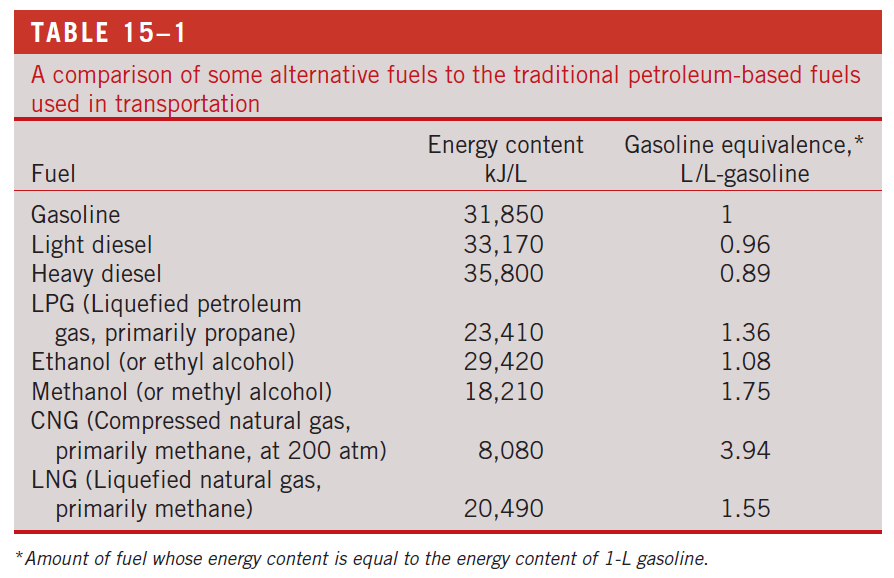 TABLE 15–1
A comparison of some alternative fuels to the traditional petroleum-based fuels
used in transportation
Energy content Gasoline equivalence,*
Fuel kJ/L L/L-gasoline
Gasoline 31,850 1
Light diesel 33,170 0.96
Heavy diesel 35,800 0.89
LPG (Liquefied petroleum
gas, primarily propane) 23,410 1.36
Ethanol (or ethyl alcohol) 29,420 1.08
Methanol (or methyl alcohol) 18,210 1.75
CNG (Compressed natural gas,
primarily methane, at 200 atm) 8,080 3.94
LNG (Liquefied natural gas,
primarily methane) 20,490 1.55
*Amount of fuel whose energy content is equal to the energy content of 1-L gasoline.